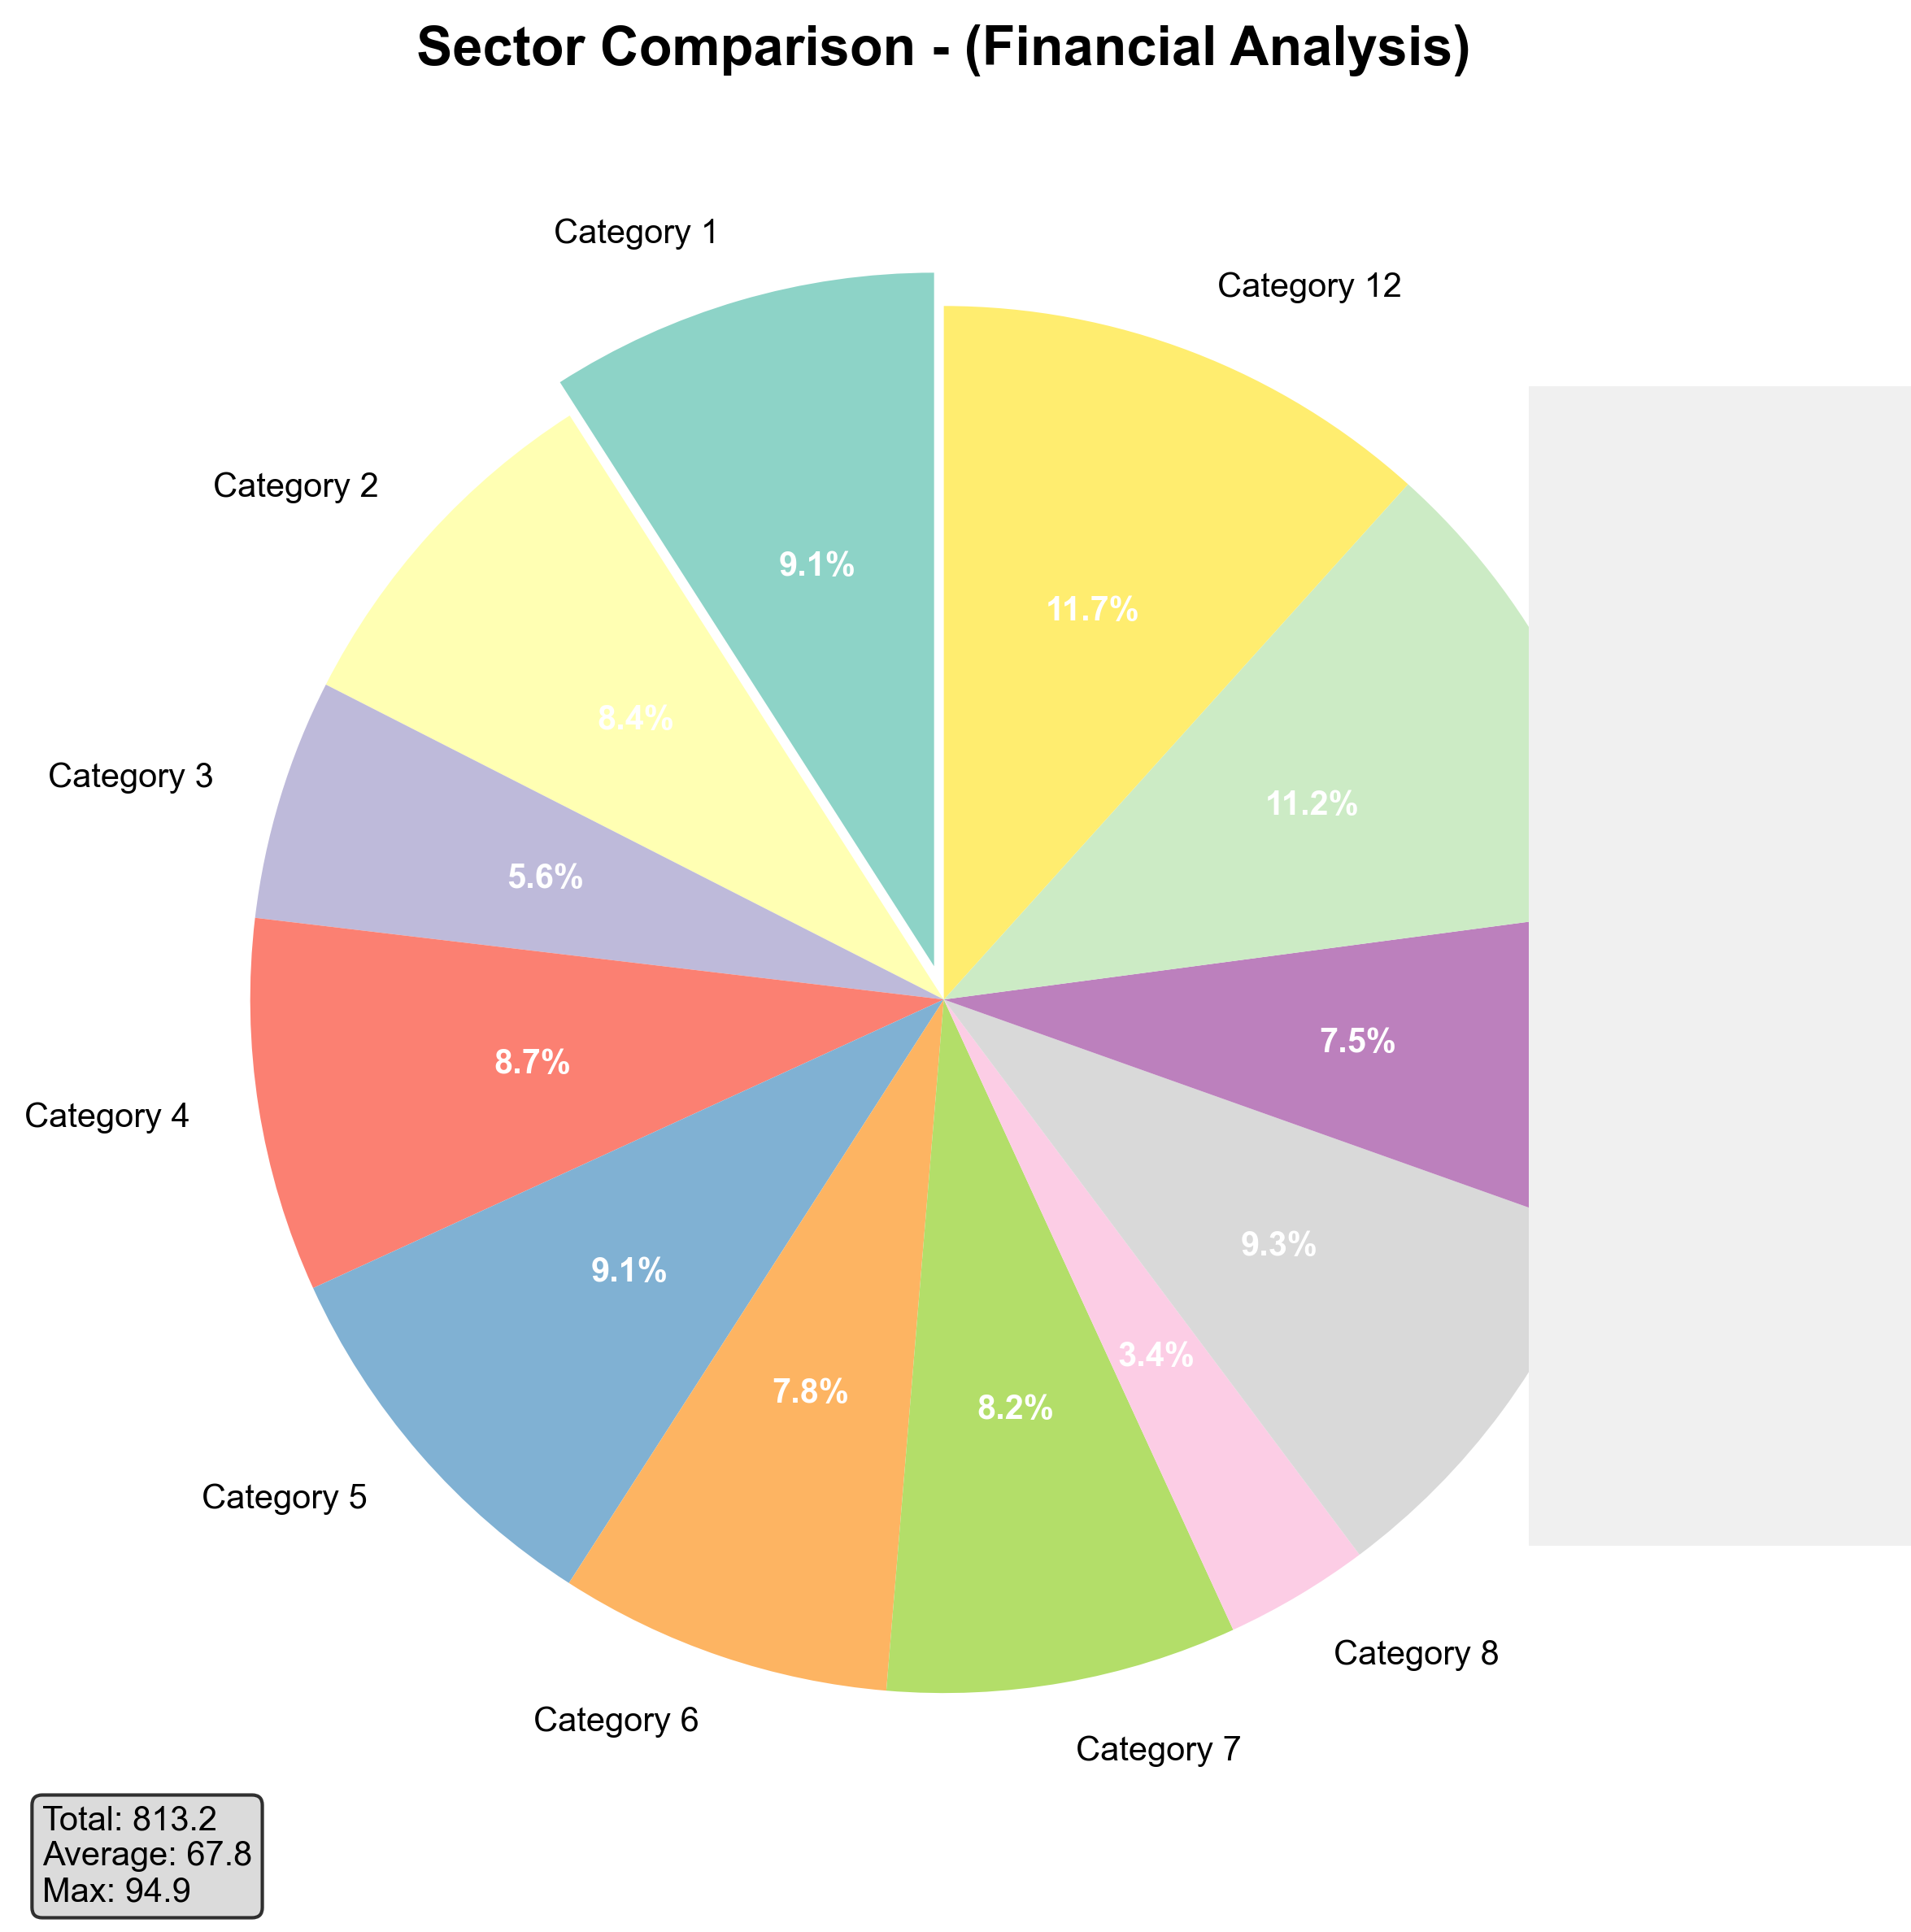 Sector Comparison - (Financial Analysis)
Category 1
Category 12
Category 2
9.1%
11.7%
8.4%
11.2%
Category 3
5.6%
7.5%
8.7%
Category 4
9.3%
9.1%
3.4%
7.8%
8.2%
Category 5
Category 8
Category 6
Category 7
Total: 813.2
Average: 67.8
Max: 94.9